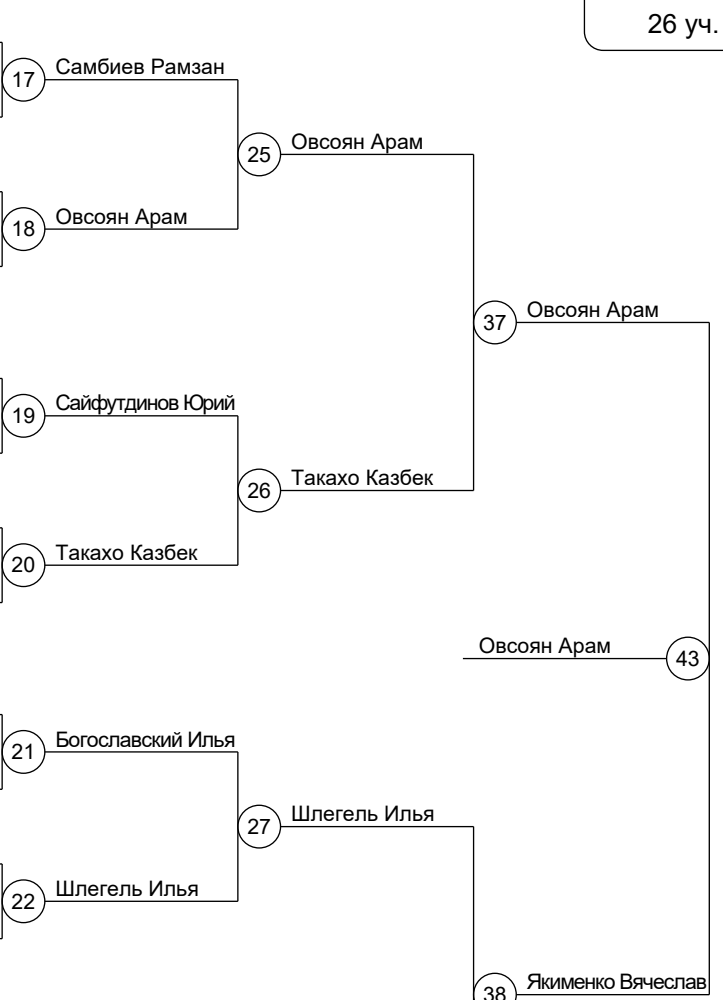 26 уч.
17 Самбиев Рамзан
25 Овсоян Арам
18 Овсоян Арам
37 Овсоян Арам
19 Сайфутдинов Юрий
26 Такахо Казбек
20 Такахо Казбек
Овсоян Арам 43
21 Богославский Илья
27 Шлегель Илья
22 Шлегель Илья
38 Якименко Вячеслав